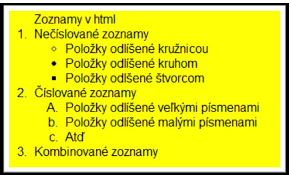 Zoznamy v html
1. Nečíslované zoznamy
○ Položky odlíšené kružnicou
● Položky odlíšené kruhom
■ Položky odlšené štvorcom
2. Číslované zoznamy
A. Položky odlíšené veľkými písmenami
b. Položky odlíšené malými písmenami
c. Atď
3. Kombinované zoznamy